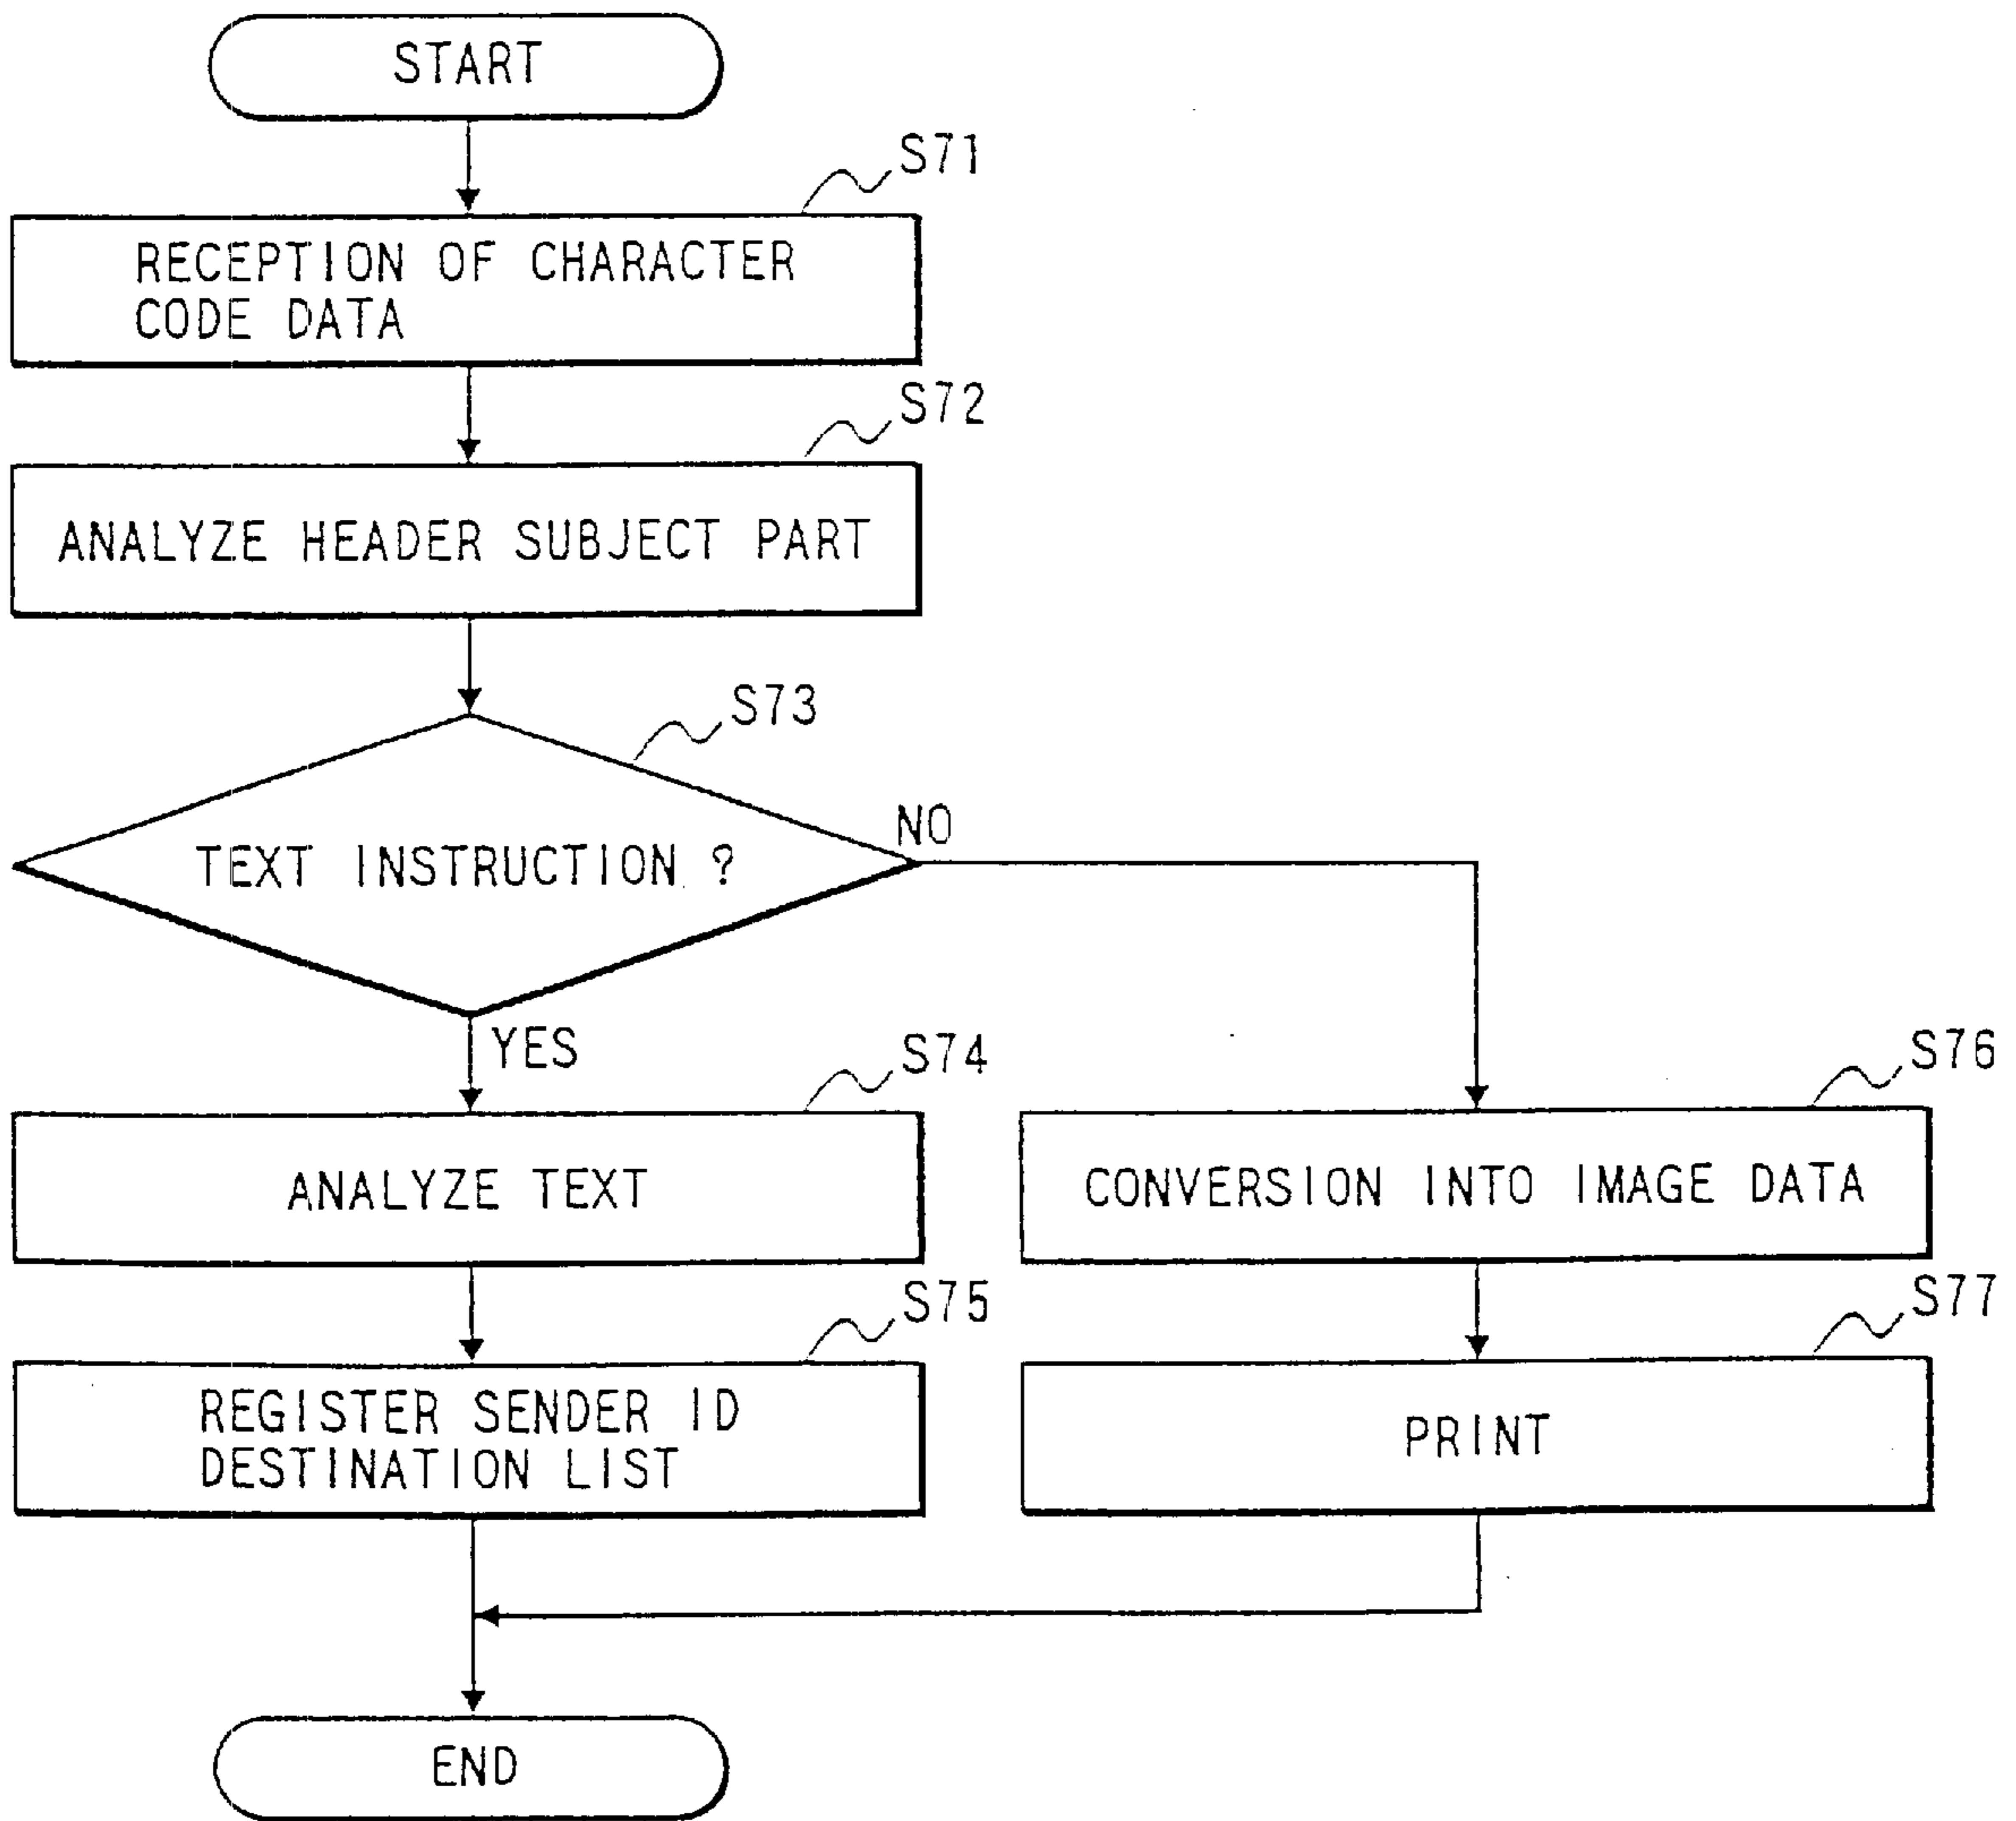 START
S71
RECEPTION OF CHARACTER
CODE DATA
S72
ANALYZE HEADER SUBJECT PART
S73
TEXT INSTRUCTION ?
NO
YES
S74
ANALYZE TEXT
S76
CONVERSION INTO IMAGE DATA
S75
REGISTER SENDER ID
DESTINATION LIST
S77
PRINT
END